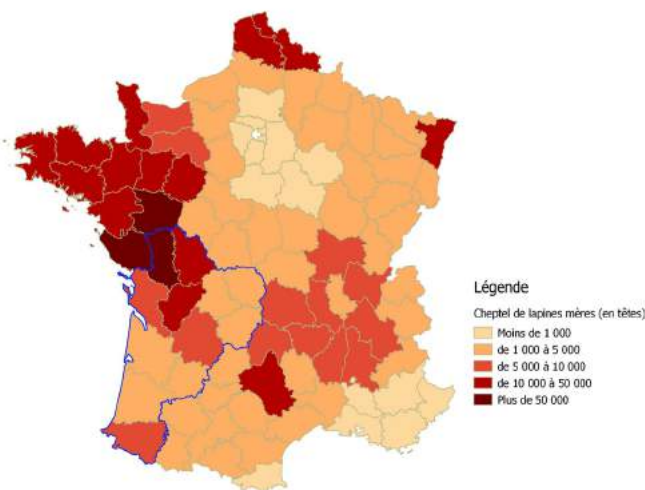 Légende
Cheptel de lapines mères (en têtes)
Moins de 1 000
de 1 000 à 5 000
de 5 000 à 10 000
de 10 000 à 50 000
Plus de 50 000